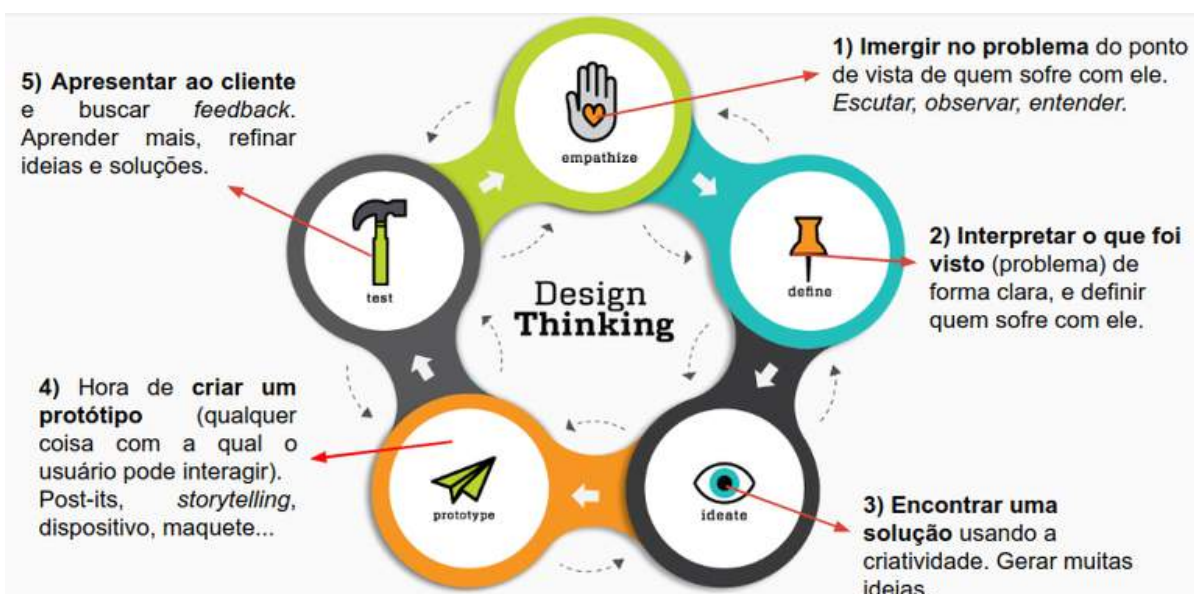 1) Imergir no problema do ponto
de vista de quem sofre com ele.
Escutar, observar, entender.
5) Apresentar ao cliente
e buscar feedback.
Aprender mais, refinar
ideias e soluções.
empathize
test
Design
Thinking
define
2) Interpretar o que foi
visto (problema) de
forma clara, e definir
quem sofre com ele.
4) Hora de criar um
protótipo (qualquer
coisa com a qual o
usuário pode interagir).
Post-its, storytelling,
dispositivo, maquete...
prototype
ideate
3) Encontrar uma
solução usando a
criatividade. Gerar muitas
ideias